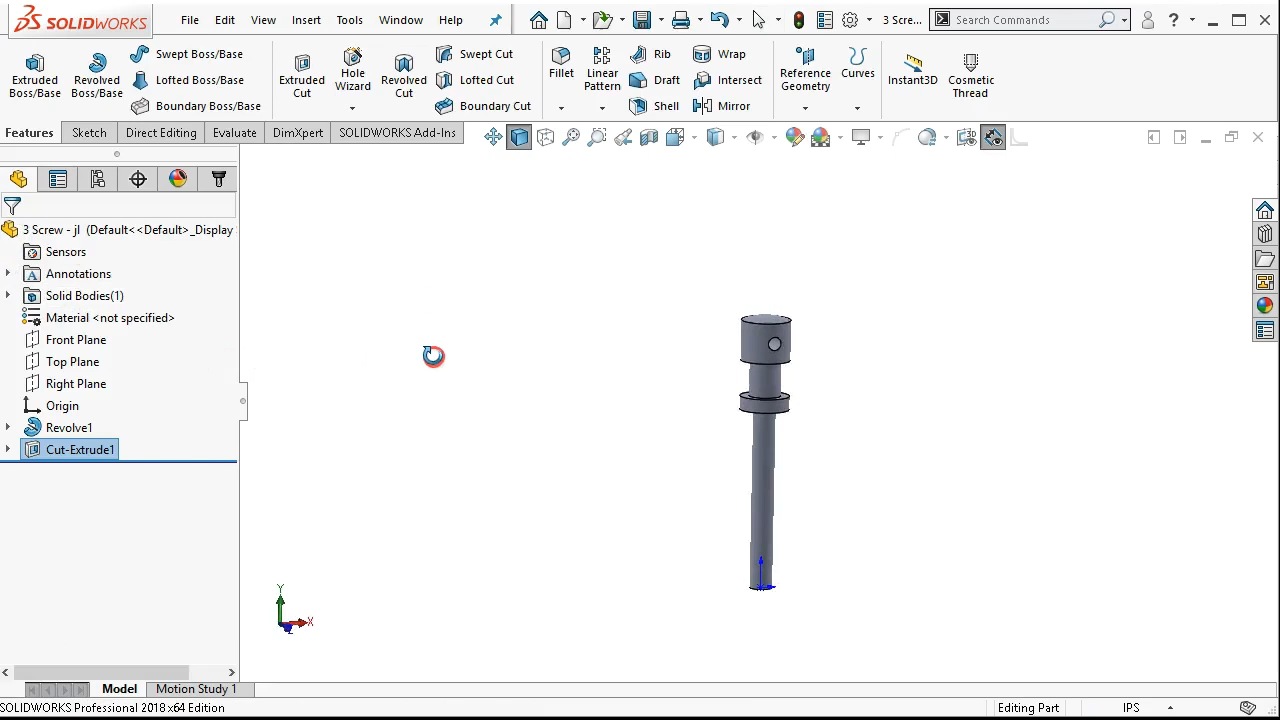 SOLIDWORKS File Edit View Insert Tools Window Help 3 Scre... Search Commands ?
Extruded Boss/Base
Revolved Boss/Base
Swept Boss/Base
Lofted Boss/Base
Boundary Boss/Base
Extruded Cut
Hole Wizard
Revolved Cut
Swept Cut
Lofted Cut
Boundary Cut
Fillet
Linear Pattern
Rib
Draft
Shell
Wrap
Intersect
Mirror
Reference Geometry
Curves
Instant3D
Cosmetic Thread
Features Sketch Direct Editing Evaluate DimXpert SOLIDWORKS Add-Ins
3 Screw - jl (Default<<Default>_Display
Sensors
Annotations
Solid Bodies(1)
Material <not specified>
Front Plane
Top Plane
Right Plane
Origin
Revolve1
Cut-Extrude1
Y
X
Z
Model Motion Study 1
SOLIDWORKS Professional 2018 x64 Edition Editing Part IPS